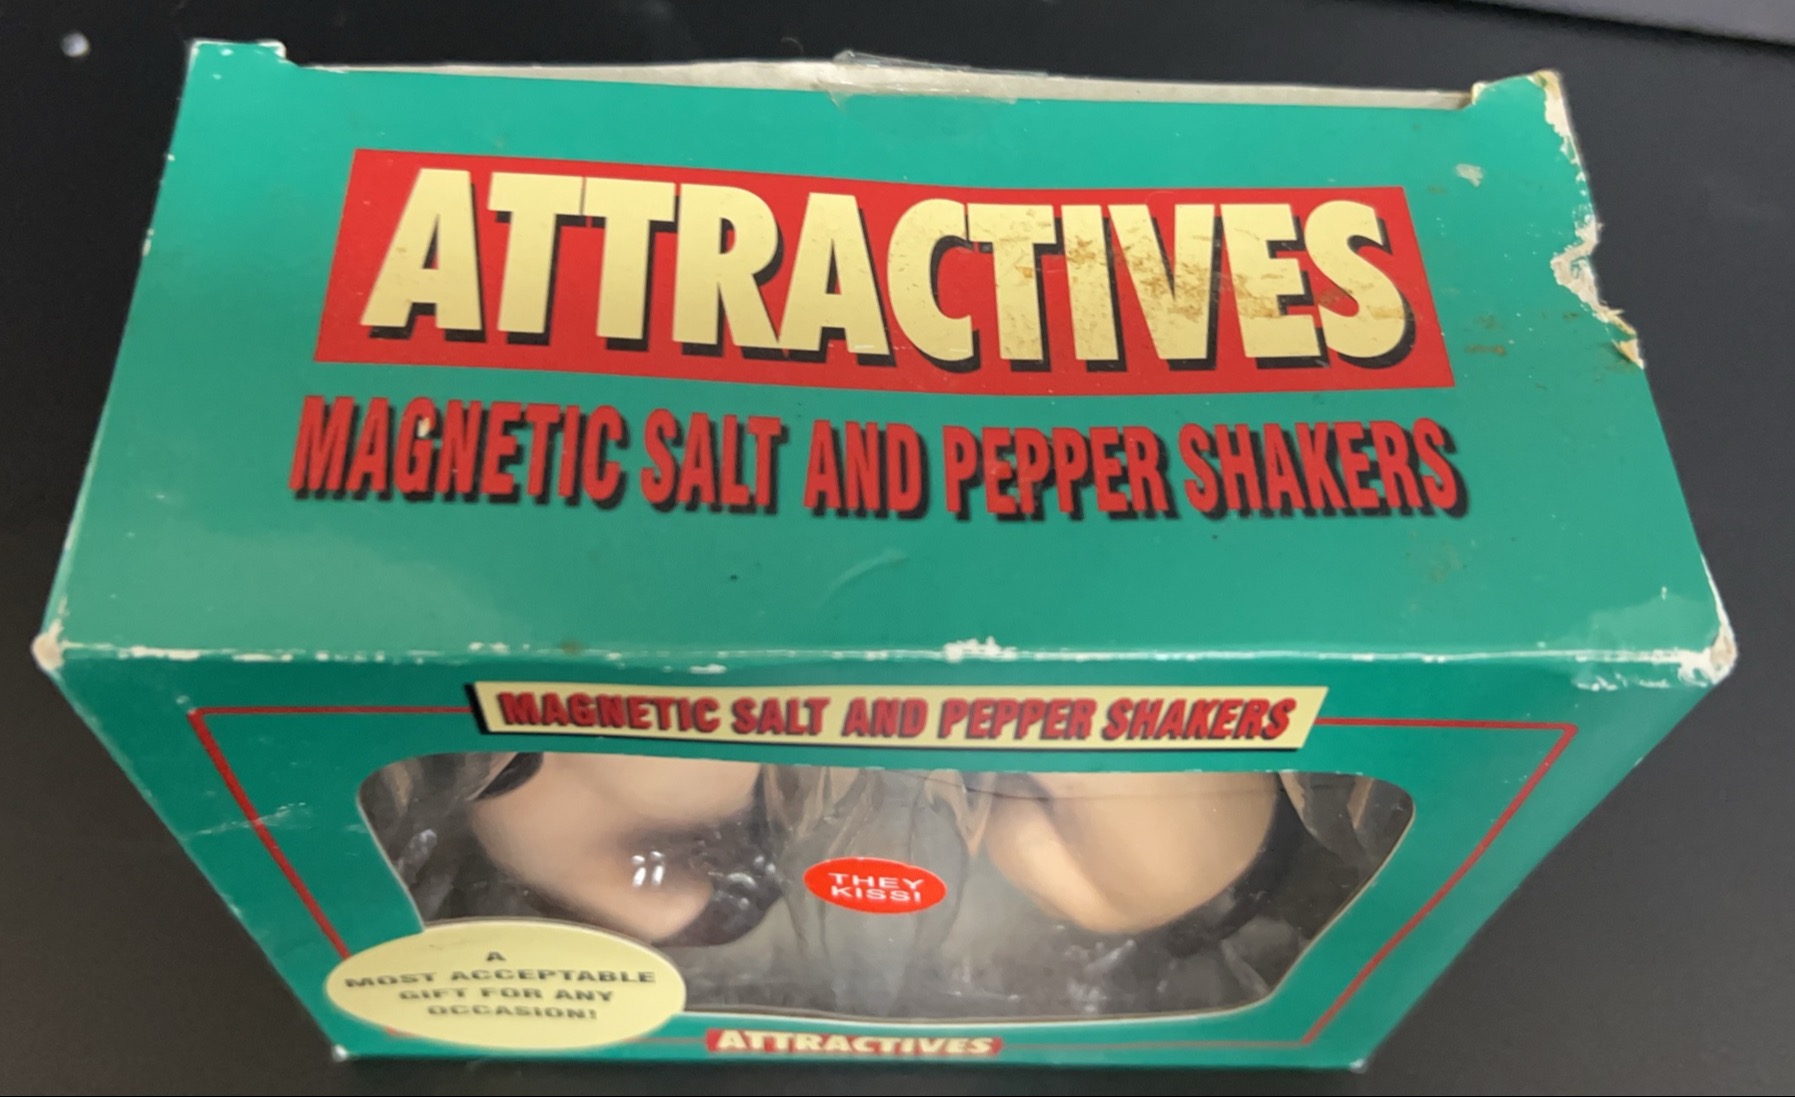 ATTRACTIVES
MAGNETIC SALT AND PEPPER SHAKERS
MAGNETIC SALT AND PEPPER SHAKERS
THEY
KISS!
A
MOST ACCEPTABLE
GIFT FOR ANY
OCCASION!
ATTRACTIVES